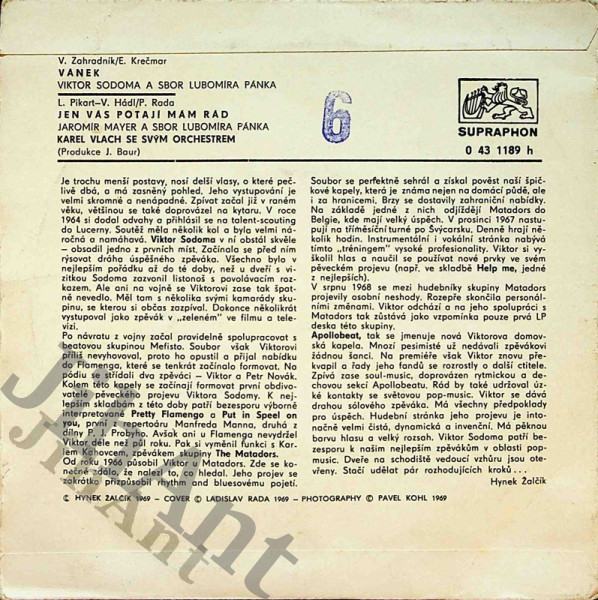 V. Zahradník/E. Krečmar
VANEK
VIKTOR SODOMA A SBOR LUBOMÍRA PÁNKA
L. Pikart—V. Hádl/P. Rada
JEN VÁS POTAJÍ MÁM RÁD
JAROMÍR MAYER A SBOR LUBOMÍRA PÁNKA
KAREL VLACH SE SVÝM ORCHESTREM
(Produkce J. Baur)
6
SUPRAPHON
0 43 1189 h
Je trochu menší postavy, nosí delší vlasy, o které peč-
livě dbá, a má zasněný pohled. Jeho vystupování je
velmi skromné a nenápadné. Zpívat začal již v raném
věku, většinou se také doprovázel na kytaru. V roce
1964 si dodal odvahy a přihlásil se na talent-scouting
do Lucerny. Soutěž měla několik kol a byla velmi ná-
ročná a namáhavá. Viktor Sodoma v ní obstál skvěle
- obsadil jedno z prvních míst. Začínala se před ním
rýsovat dráha úspěšného zpěváka. Všechno bylo v
nejlepším pořádku až do té doby, než u dveří s vi-
zitkou Sodoma zazvonil listonoš s povolávacím roz-
kazem. Ale ani na vojně se Viktorovi zase tak špat-
ně nevedlo. Měl tam s několika svými kamarády sku-
pinu, se kterou si občas zazpíval. Dokonce několikrát
vystupoval jako zpěvák v „zeleném" ve filmu a tele-
vizi.
Po návratu z vojny začal pravidelně spolupracovat s
beatovou skupinou Mefisto. Soubor však Viktorovi
příliš nevyhovoval, proto ho opustil a přijal nabídku
do Flamenga, které se tenkrát začínalo formovat. Na
pódiu se střídali dva zpěváci - Viktor a Petr Novák.
Kolem této kapely se začínají formovat první obdivo-
vatelé pěveckého projevu Viktora Sodomy. K nej-
lepším skladbám z této doby patří bezesporu výborně
interpretované Pretty Flamengo a Put in Speel on
you, první z repertoáru Manfreda Manna, druhá z
dílny P. J. Probyho. Avšak ani u Flamenga nevydržel
Viktor déle než půl roku. Pak si vyměnil funkci s Kar-
lem Kahovcem, zpěvákem skupiny The Matadors.
Od roku 1966 působil Viktor u Matadors. Zde se ko-
nečně zdálo, že nalezl to, co hledal. Jeho projev se
zakrátko přizpůsobil rhythm and bluesovému pojetí.
Soubor se perfektně sehrál a získal pověst naší špič-
kové kapely, která je známa nejen na domácí půdě, ale
i za hranicemi. Brzy se dostavily zahraniční nabídky.
Na základě jedné z nich odjíždějí Matadors do
Belgie, kde mají velký úspěch. V prosinci 1967 nastu-
pují na tříměsíční turné po Švýcarsku. Denně hrají ně-
kolik hodin. Instrumentální i vokální stránka nabývá
tímto „tréningem" vysoké profesionality. Viktor si vy-
školil hlas a naučil se používat nové prvky ve svém
pěveckém projevu (např. ve skladbě Help me, jedné
z nejlepších).
V srpnu 1968 se mezi hudebníky skupiny Matadors
projevily osobní neshody. Rozepře skončila personál-
ními změnami. Viktor odchází a na jeho spolupráci s
Matadors tak zůstává jako vzpomínka pouze prvá LP
deska této skupiny.
Apollobeat, tak se jmenuje nová Viktorova domov-
ská kapela. Mnozí pesimisté už nedávali zpěvákovi
žádnou šanci. Na premiéře však Viktor znovu pře-
kvapil a řady jeho fandů se rozrostly o další ctitele.
Zpívá zase soul-music, doprovázen rytmickou a de-
chovou sekcí Apollobeatu. Rád by také udržoval úz-
ké kontakty se světovou pop-music. Viktor se dává
drahou sólového zpěváka. Má všechny předpoklady
pro úspěch. Hudební stránka jeho projevu je into-
načně velmi čistá, dynamická a invenční. Má pěknou
barvu hlasu a velký rozsah. Viktor Sodoma patří be-
zesporu k našim nejlepším zpěvákům v oblasti pop-
music. Dveře na schodiště vedoucí vzhůru jsou ote-
vřeny. Stačí udělat pár rozhodujících kroků...
Hynek Žalčík
© HYNEK ŽALČÍK 1969 - COVER © LADISLAV RADA 1969 - PHOTOGRAPHY © PAVEL KOHL 1969